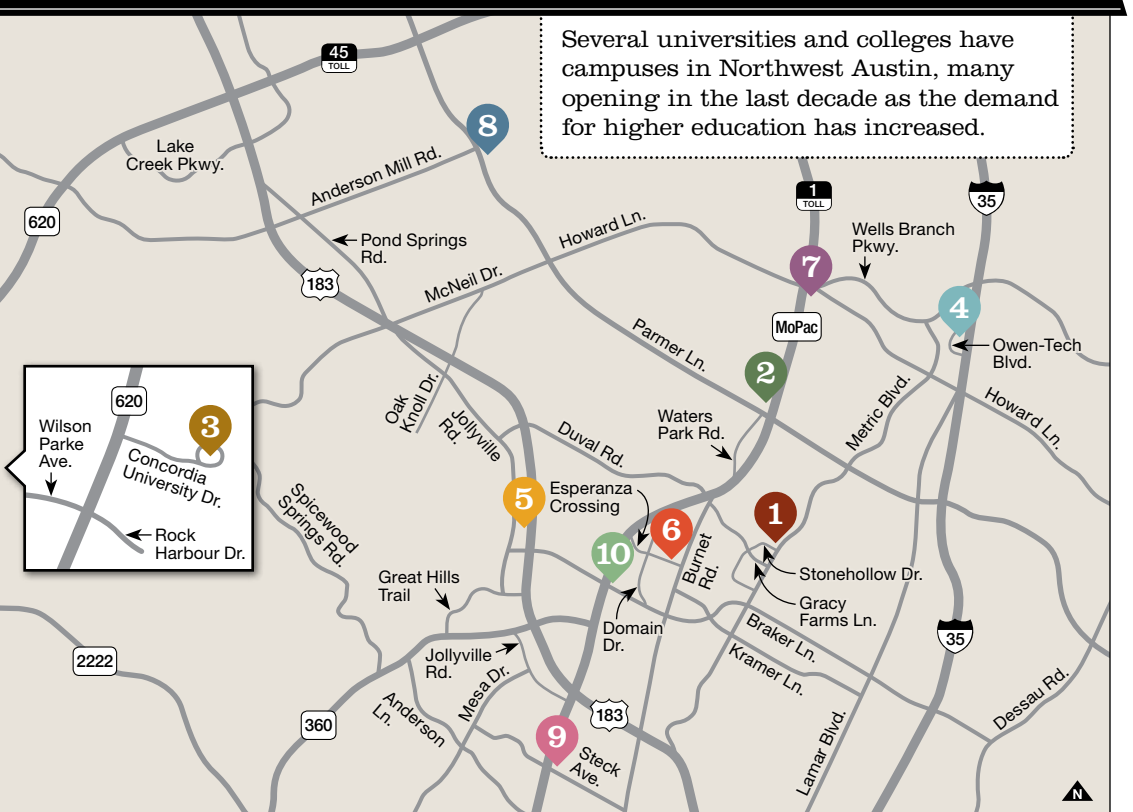 Several universities and colleges have
campuses in Northwest Austin, many
opening in the last decade as the demand
for higher education has increased.
45
TOLL
8
Lake
Creek Pkwy.
Anderson Mill Rd.
1
TOLL
35
620
Pond Springs
Rd.
Howard Ln.
Wells Branch
Pkwy.
7
183
McNeil Dr.
4
MoPac
Parmer Ln.
Owen-Tech
Blvd.
2
620
Wilson
Parke
Ave.
3
Concordia
University Dr.
Rock
Harbour Dr.
Oak
Knoll Dr.
Jollyville
Rd.
Waters
Park Rd.
Metric Blvd.
Howard Ln.
Duval Rd.
Spicewood
Springs Rd.
5
Esperanza
Crossing
6
1
10
Burnet
Rd.
Stonehollow Dr.
Great Hills
Trail
Gracy
Farms Ln.
Domain
Dr.
Braker Ln.
35
2222
Jollyville
Rd.
Kramer Ln.
Mesa Dr.
Anderson
Ln.
360
183
Dessau Rd.
9
Steck
Ave.
Lamar Blvd.
N